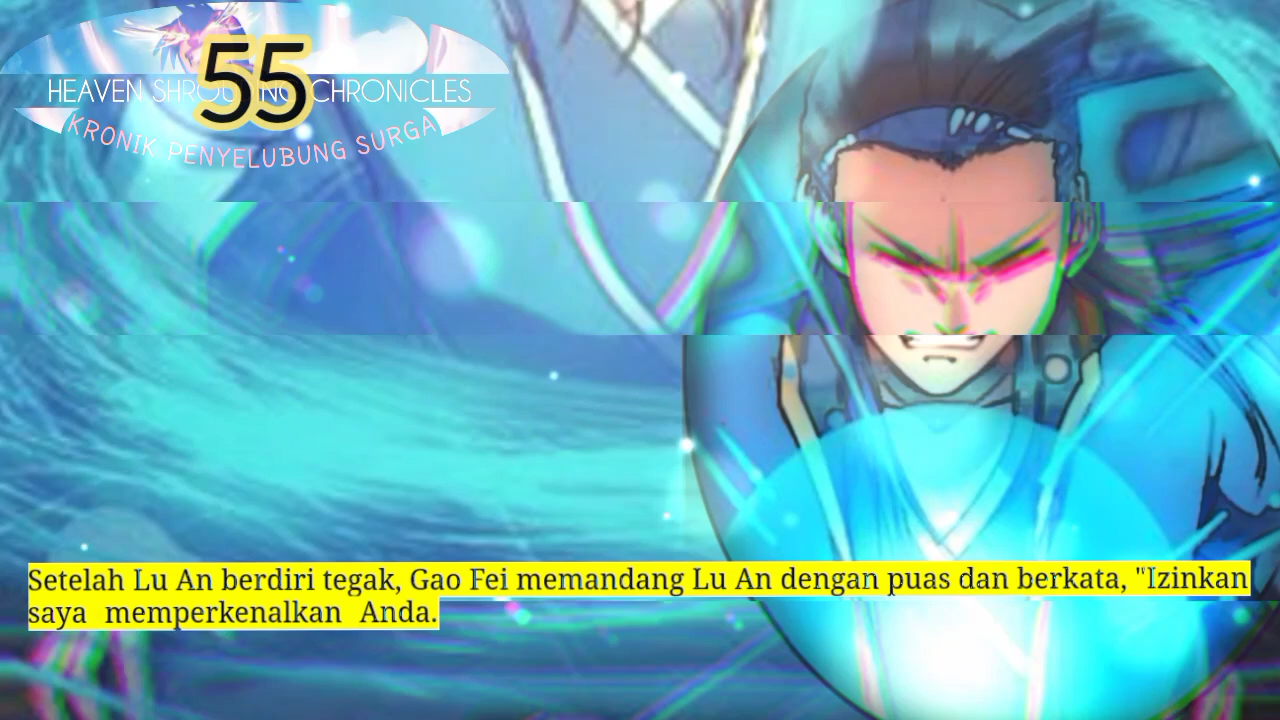 55
HEAVEN SHROUDING CHRONICLES
KRONIK PENYELUBUNG SURGA
Setelah Lu An berdiri tegak, Gao Fei memandang Lu An dengan puas dan berkata, "Izinkan
saya memperkenalkan Anda.